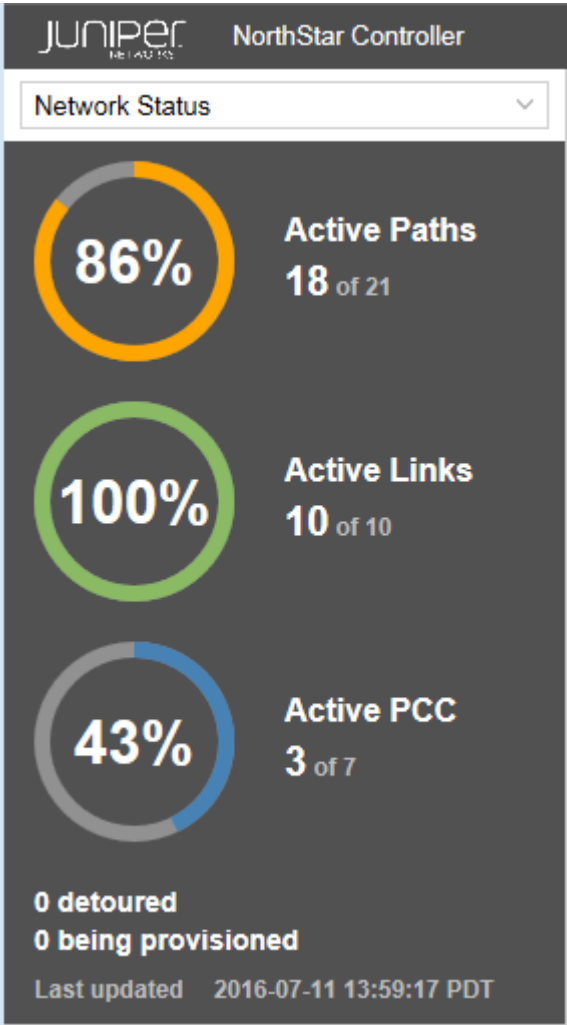 JUNIPER
NETWORKS
NorthStar Controller
Network Status
86%
Active Paths
18 of 21
100%
Active Links
10 of 10
43%
Active PCC
3 of 7
0 detoured
0 being provisioned
Last updated 2016-07-11 13:59:17 PDT